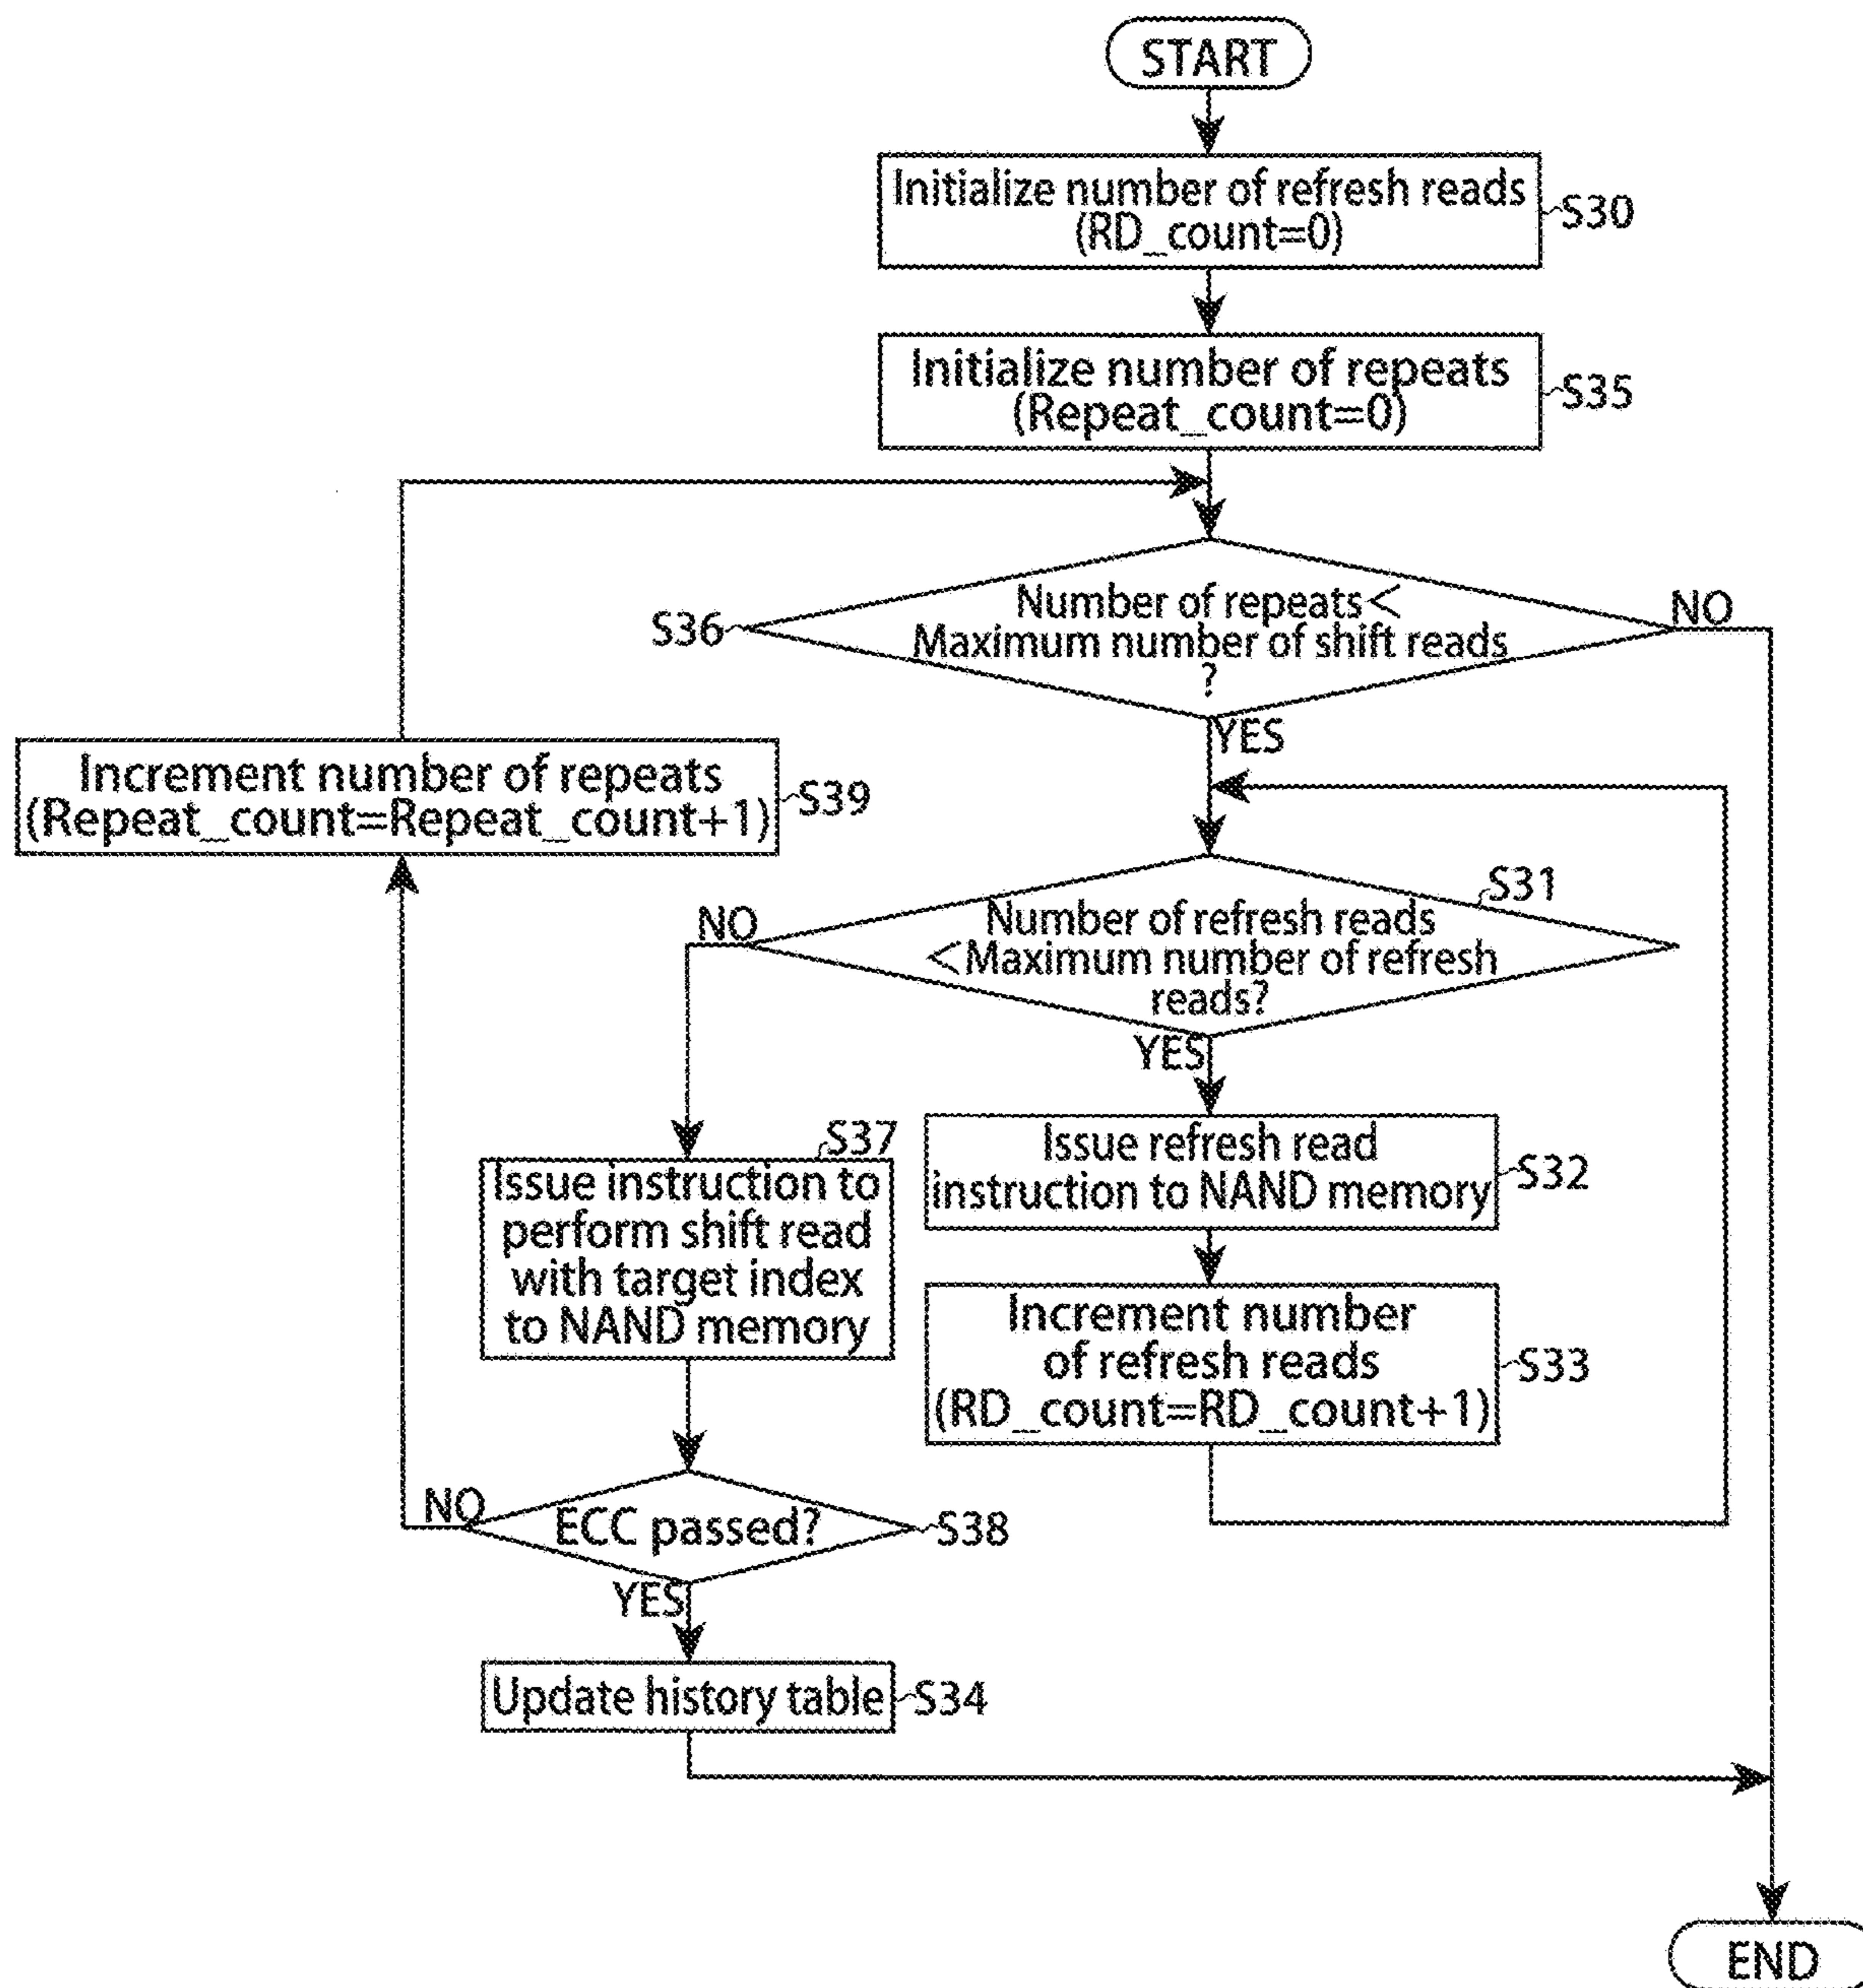 START
Initialize number of refresh reads
(RD_count=0)
S30
Initialize number of repeats
(Repeat_count=0)
S35
Number of repeats<
Maximum number of shift reads
?
S36
NO
YES
Increment number of repeats
(Repeat_count=Repeat_count+1)
S39
S31
Number of refresh reads
<Maximum number of refresh
reads?
NO
YES
S37
Issue instruction to
perform shift read
with target index
to NAND memory
Issue refresh read
instruction to NAND memory
S32
Increment number
of refresh reads
(RD_count=RD_count+1)
S33
NO
ECC passed?
S38
YES
Update history table
S34
END